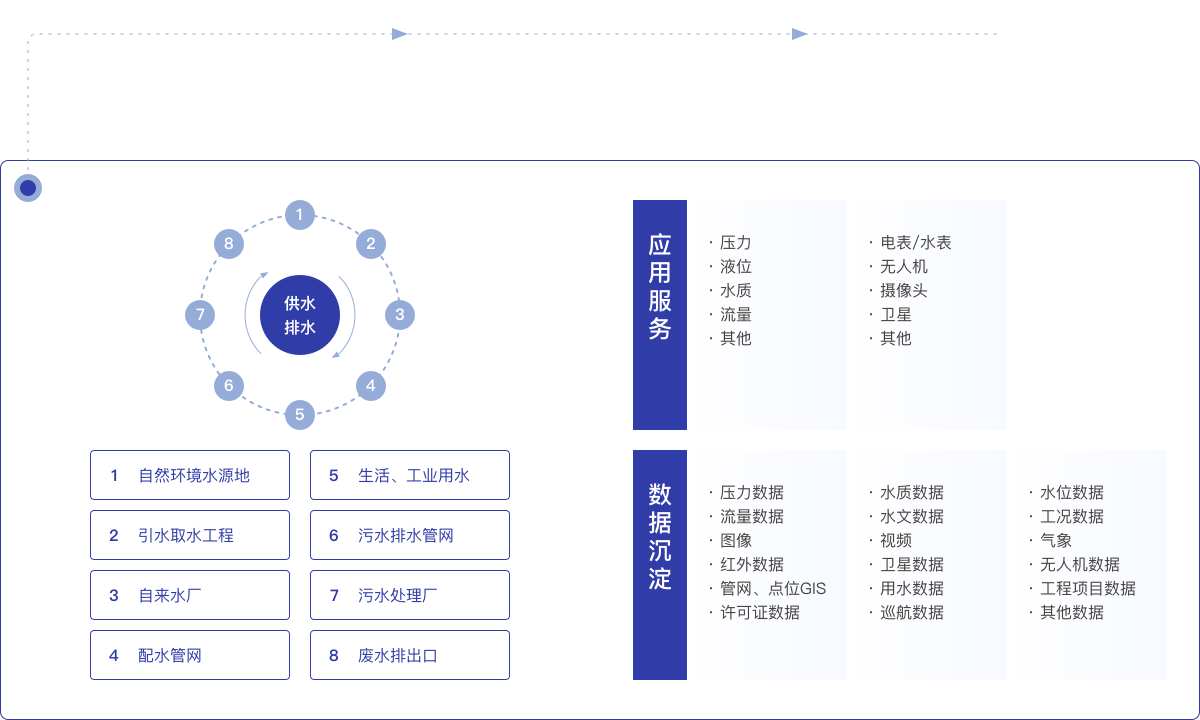 1
2
3
4
5
6
7
8
供水
排水
1 自然环境水源地
2 引水取水工程
3 自来水厂
4 配水管网
5 生活、工业用水
6 污水排水管网
7 污水处理厂
8 废水排出口
应用服务
· 压力
· 液位
· 水质
· 流量
· 其他
· 电表/水表
· 无人机
· 摄像头
· 卫星
· 其他
数据沉淀
· 压力数据
· 流量数据
· 图像
· 红外数据
· 管网、点位GIS
· 许可证数据
· 水质数据
· 水文数据
· 视频
· 卫星数据
· 用水数据
· 巡航数据
· 水位数据
· 工况数据
· 气象
· 无人机数据
· 工程项目数据
· 其他数据